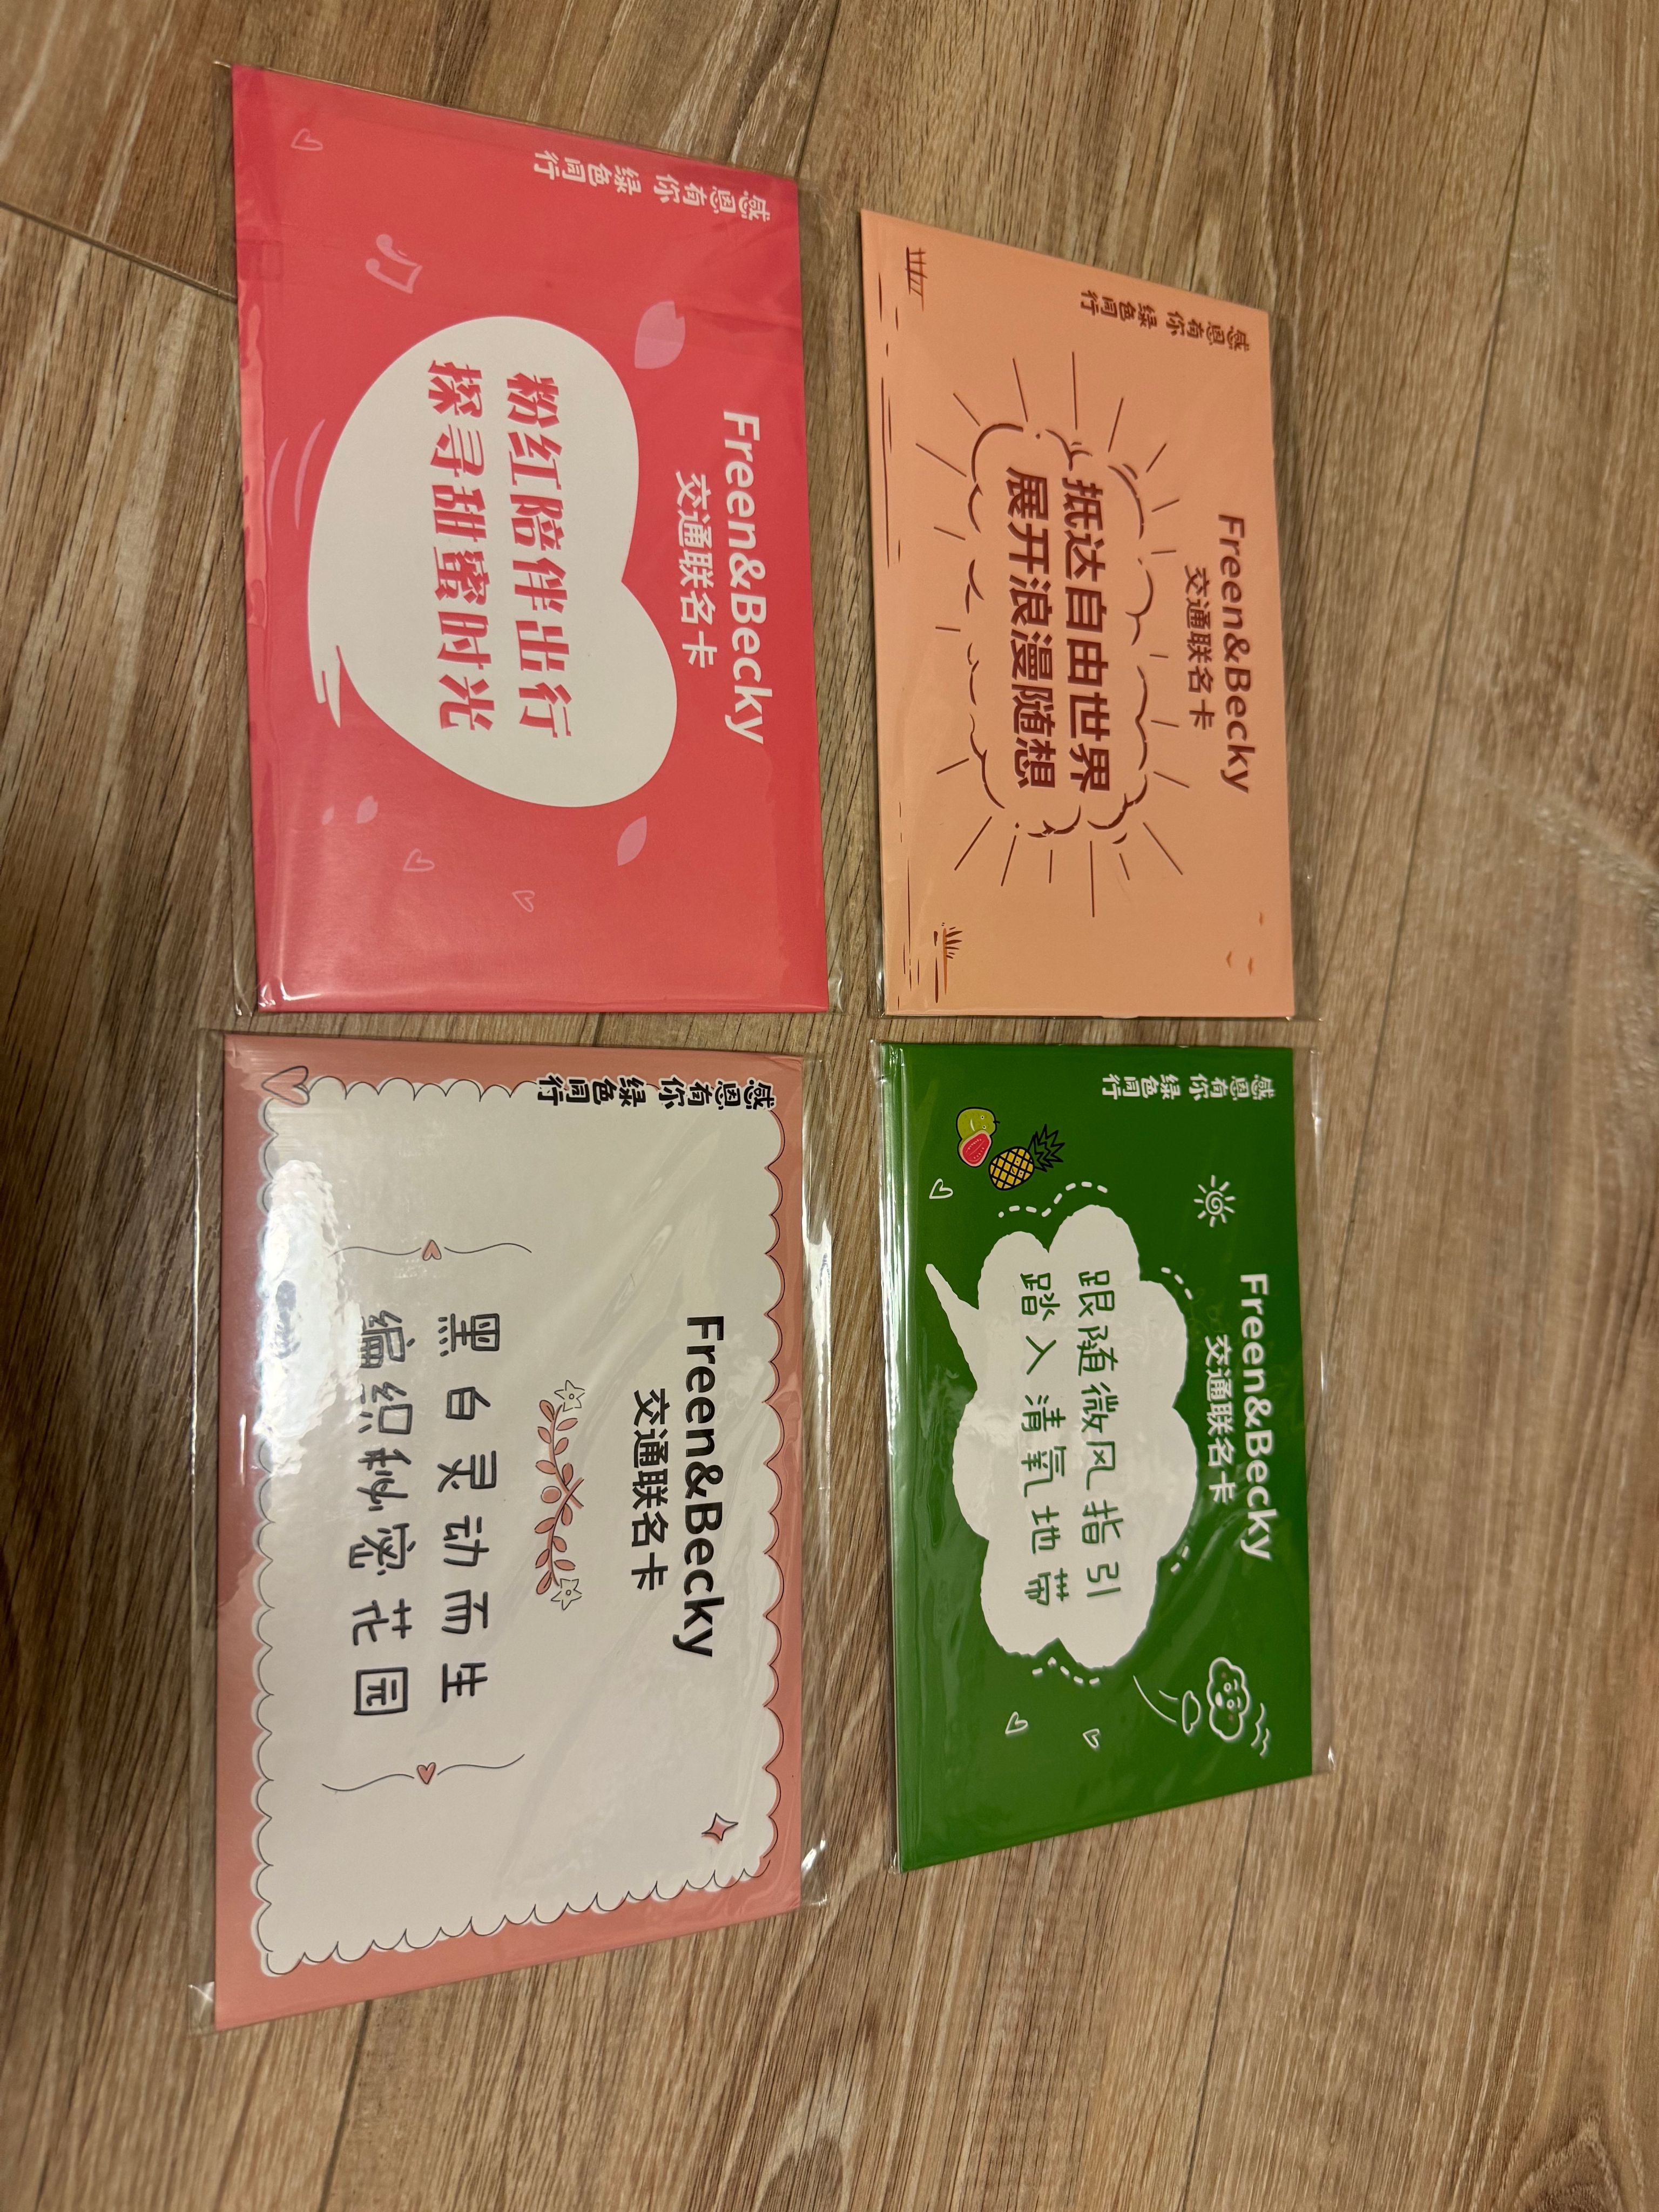 感恩有你 绿色同行
Freen&Becky
交通联名卡
抵达自由世界
展开浪漫随想
感恩有你 绿色同行
Freen&Becky
交通联名卡
跟随微风指引
踏入清氧地带
感恩有你 绿色同行
Freen&Becky
交通联名卡
粉红陪伴出行
探寻甜蜜时光
感恩有你 绿色同行
Freen&Becky
交通联名卡
黑白灵动而生
编织秘密花园